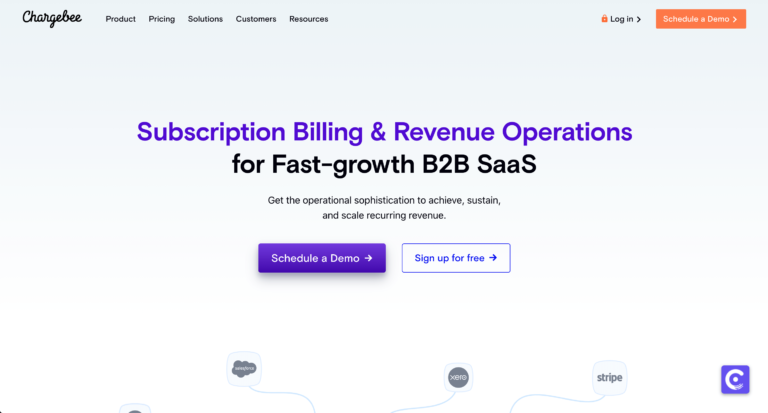 Chargebee
Product Pricing Solutions Customers Resources
Log in
Schedule a Demo
Subscription Billing & Revenue Operations
for Fast-growth B2B SaaS
Get the operational sophistication to achieve, sustain,
and scale recurring revenue.
Schedule a Demo
Sign up for free
salesforce
xero
stripe